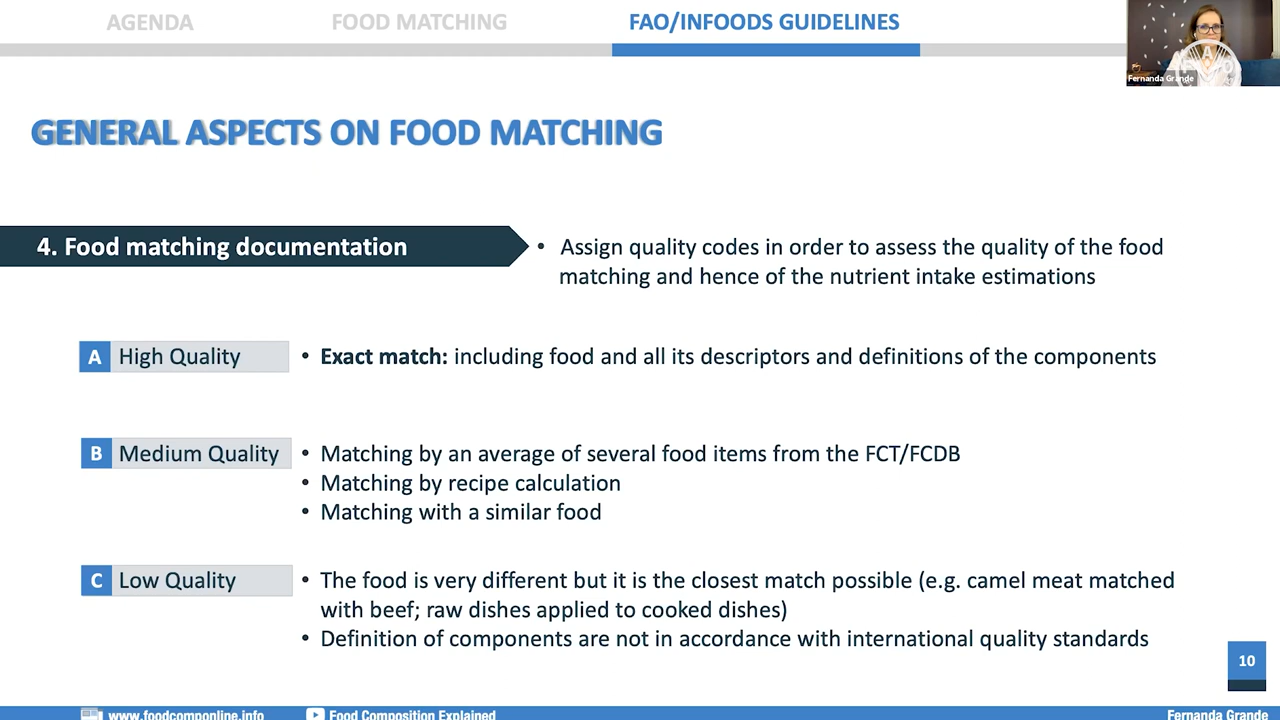 AGENDA
FOOD MATCHING
FAO/INFOODS GUIDELINES
Fernanda Grande
GENERAL ASPECTS ON FOOD MATCHING
4. Food matching documentation
• Assign quality codes in order to assess the quality of the food
matching and hence of the nutrient intake estimations
A High Quality
• Exact match: including food and all its descriptors and definitions of the components
B Medium Quality
• Matching by an average of several food items from the FCT/FCDB
• Matching by recipe calculation
• Matching with a similar food
C Low Quality
• The food is very different but it is the closest match possible (e.g. camel meat matched
with beef; raw dishes applied to cooked dishes)
• Definition of components are not in accordance with international quality standards
10
www.foodcomponline.info
Food Composition Explained
Fernanda Grande